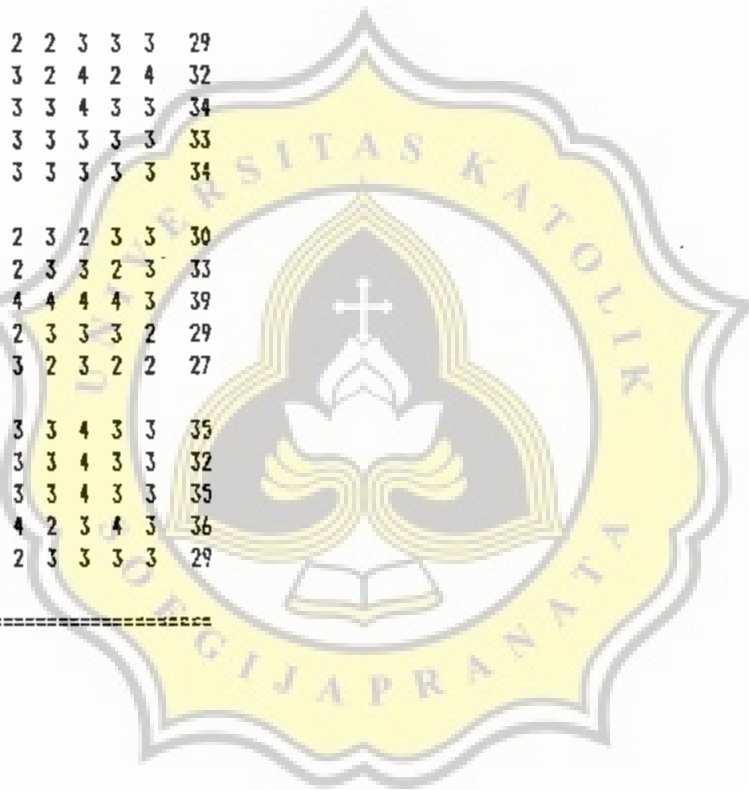 2 2 3 3 3 29
3 2 4 2 4 32
3 3 4 3 3 34
3 3 3 3 3 33
3 3 3 3 3 34
2 3 2 3 3 30
2 3 3 2 3 33
4 4 4 4 3 39
2 3 3 3 2 29
3 2 3 2 2 27
3 3 4 3 3 35
3 3 4 3 3 32
3 3 4 3 3 35
4 2 3 4 3 36
2 3 3 3 3 29
=====================
UNIVERSITAS KATOLIK
SOEGIJAPRANATA